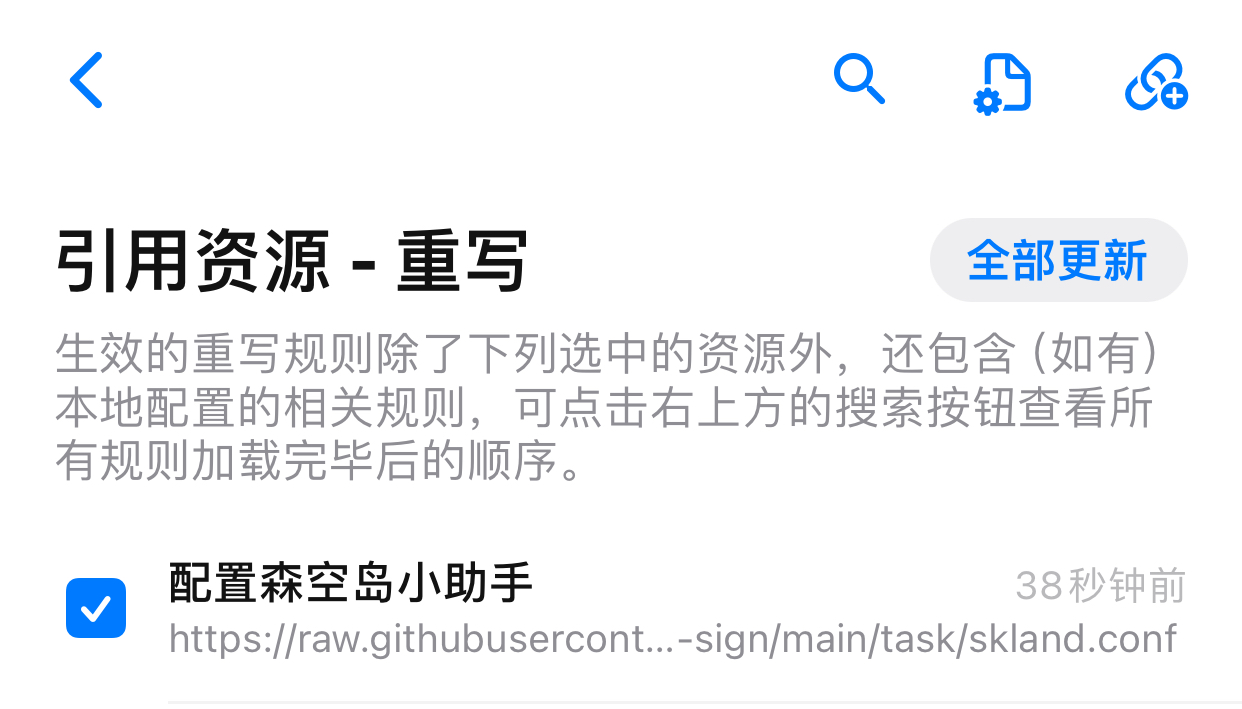 引用资源 - 重写
全部更新
生效的重写规则除了下列选中的资源外，还包含（如有）
本地配置的相关规则，可点击右上方的搜索按钮查看所
有规则加载完毕后的顺序。
配置森空岛小助手
38秒钟前
https://raw.githubusercont...-sign/main/task/skland.conf